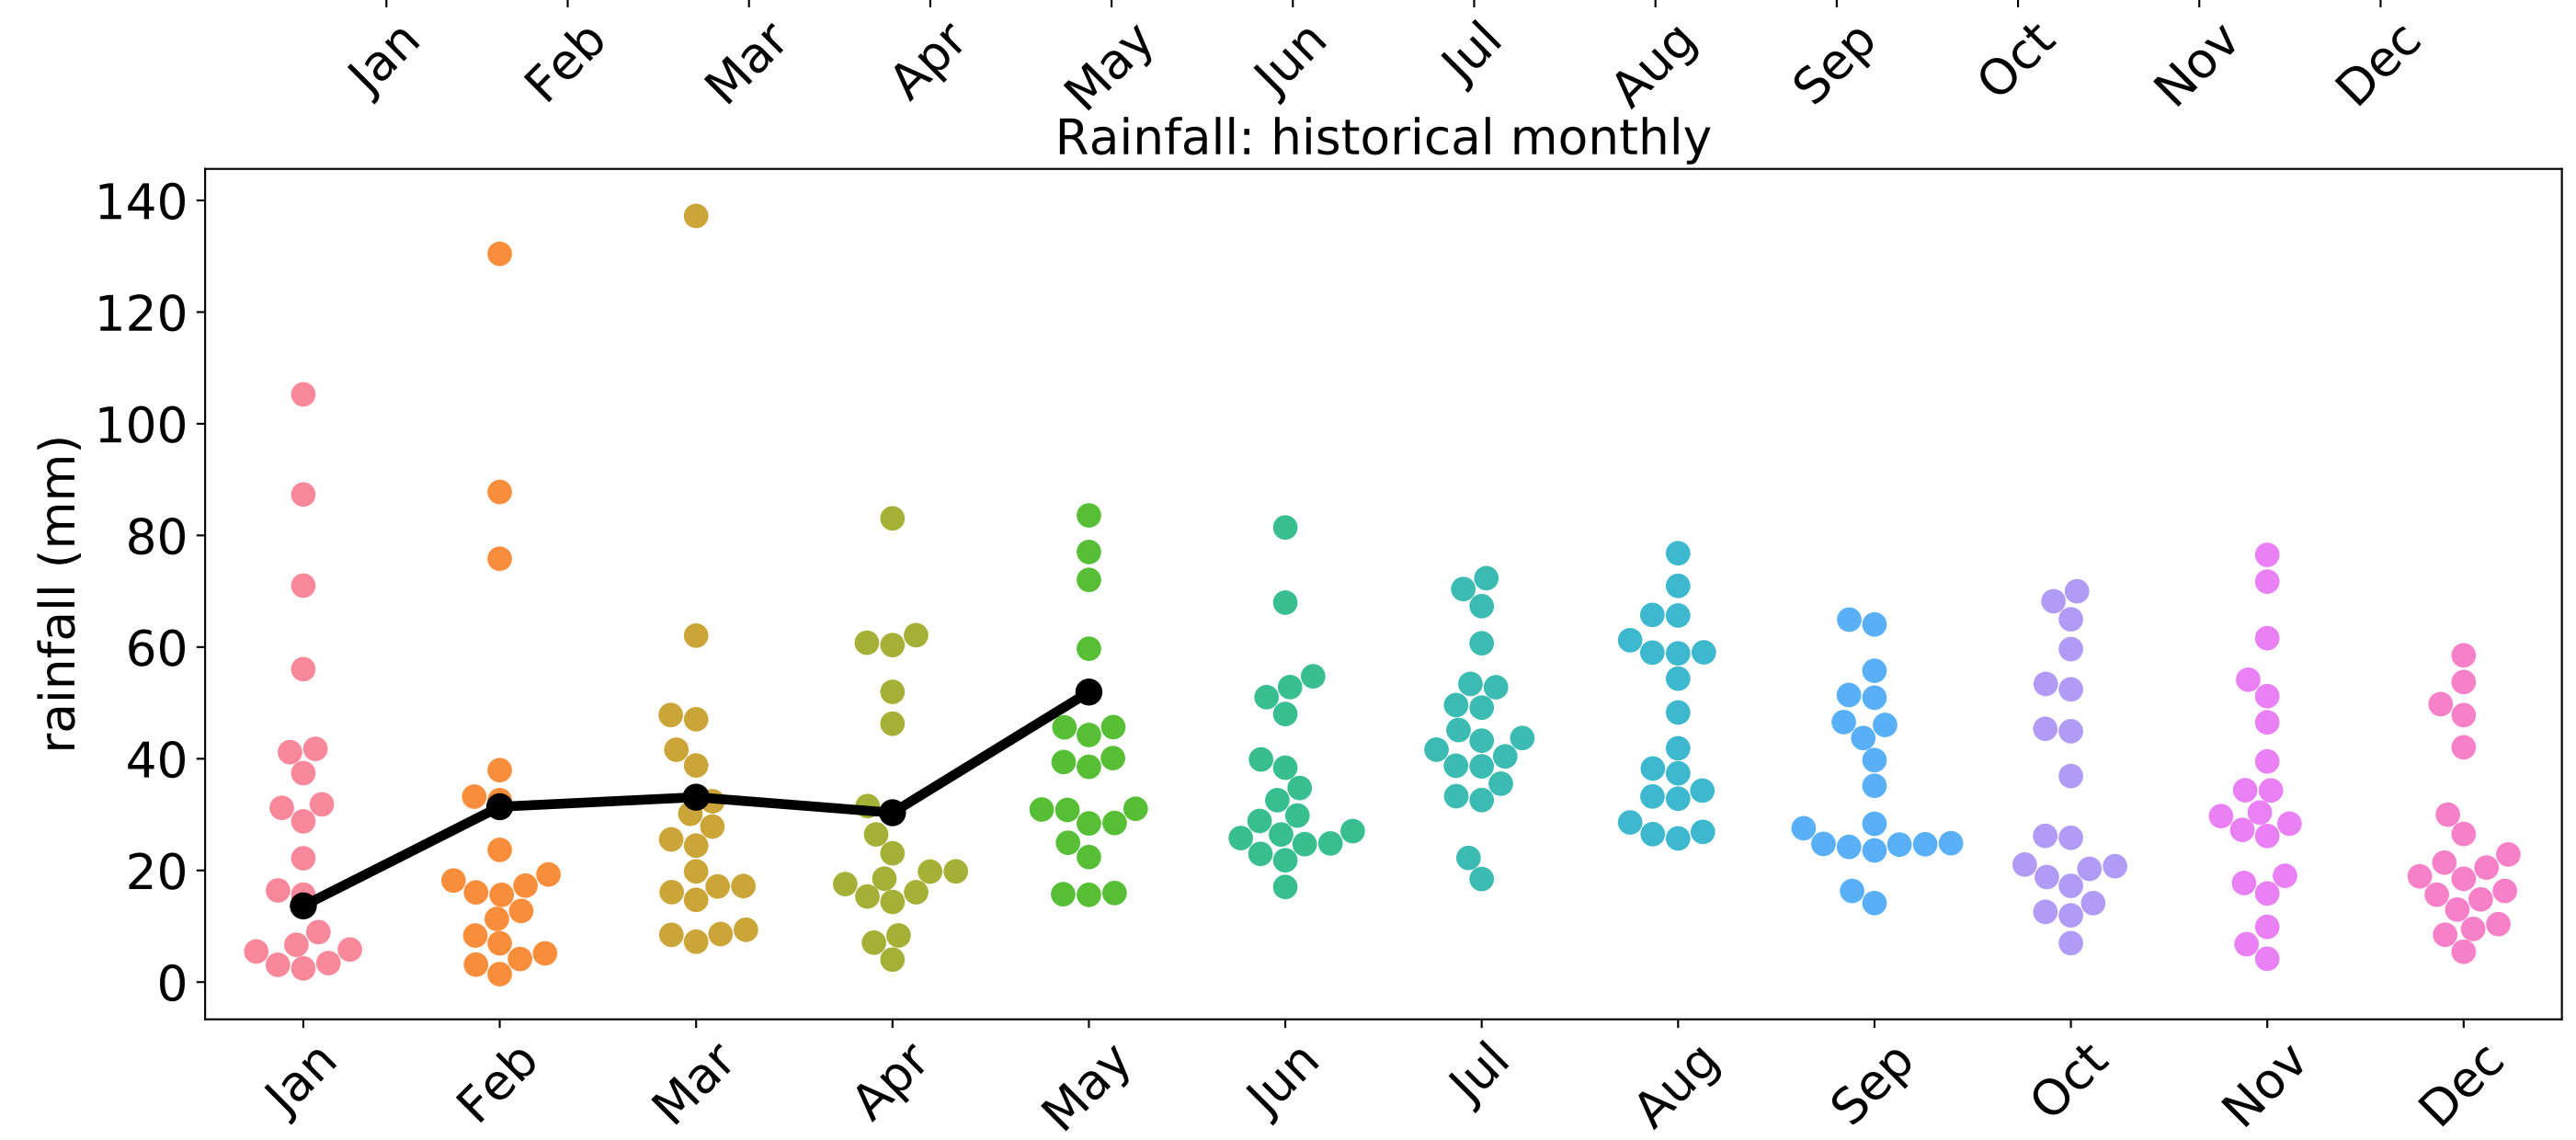 Jan Feb Mar Apr May Jun Jul Aug Sep Oct Nov Dec
Rainfall: historical monthly
rainfall (mm)
140
120
100
80
60
40
20
0
Jan Feb Mar Apr May Jun Jul Aug Sep Oct Nov Dec